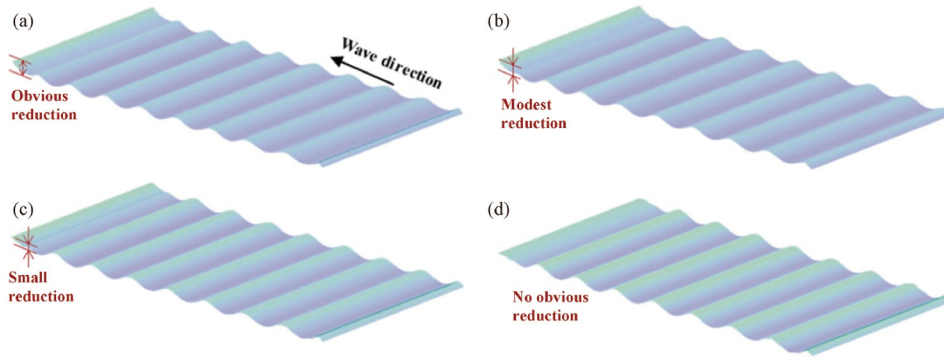 (a)
Wave direction
Obvious
reduction
(b)
Modest
reduction
(c)
Small
reduction
(d)
No obvious
reduction